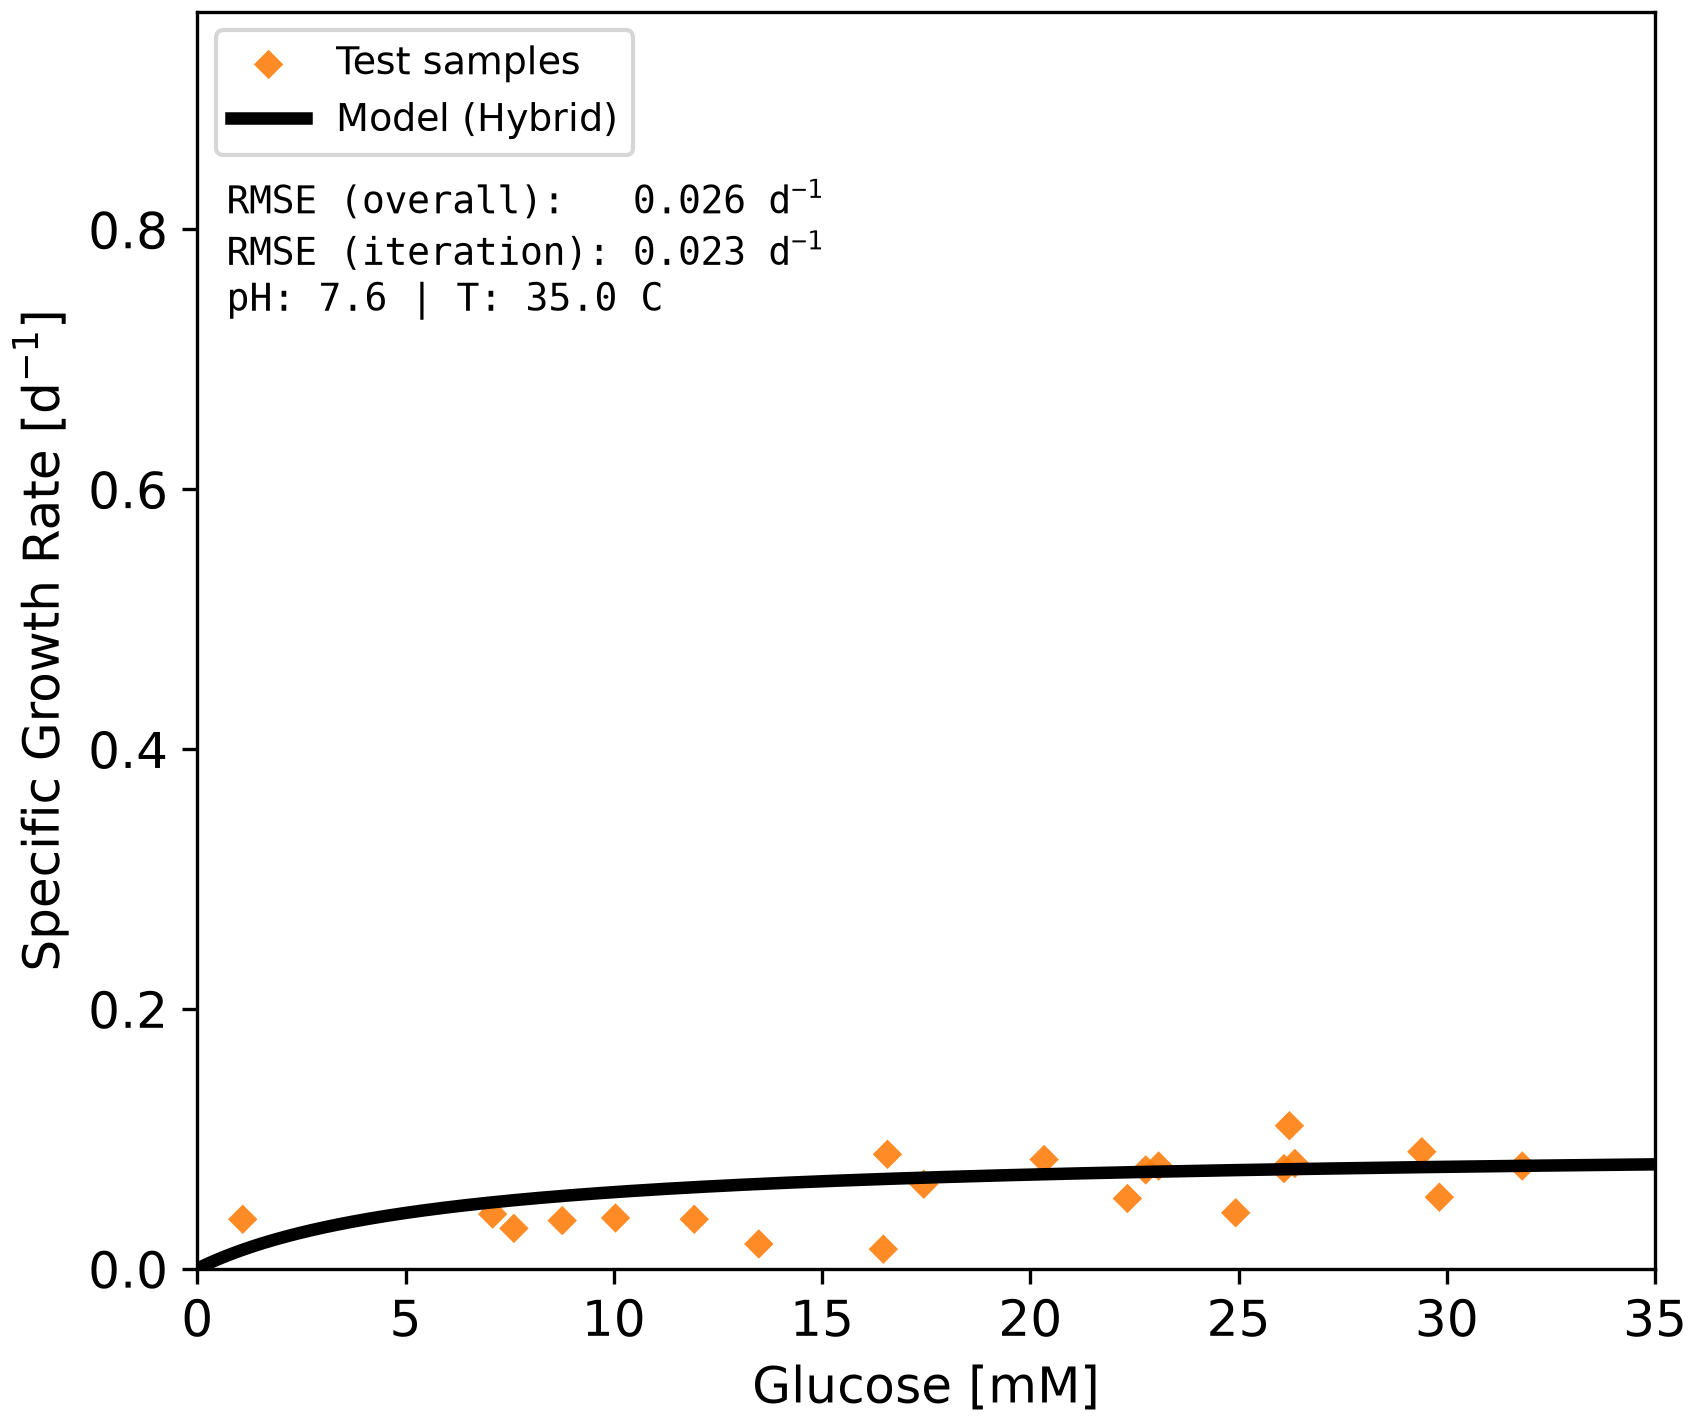 Test samples
Model (Hybrid)
RMSE (overall):   0.026 d⁻¹
RMSE (iteration): 0.023 d⁻¹
pH: 7.6 | T: 35.0 C
Specific Growth Rate [d⁻¹]
0.8
0.6
0.4
0.2
0.0
0 5 10 15 20 25 30 35
Glucose [mM]